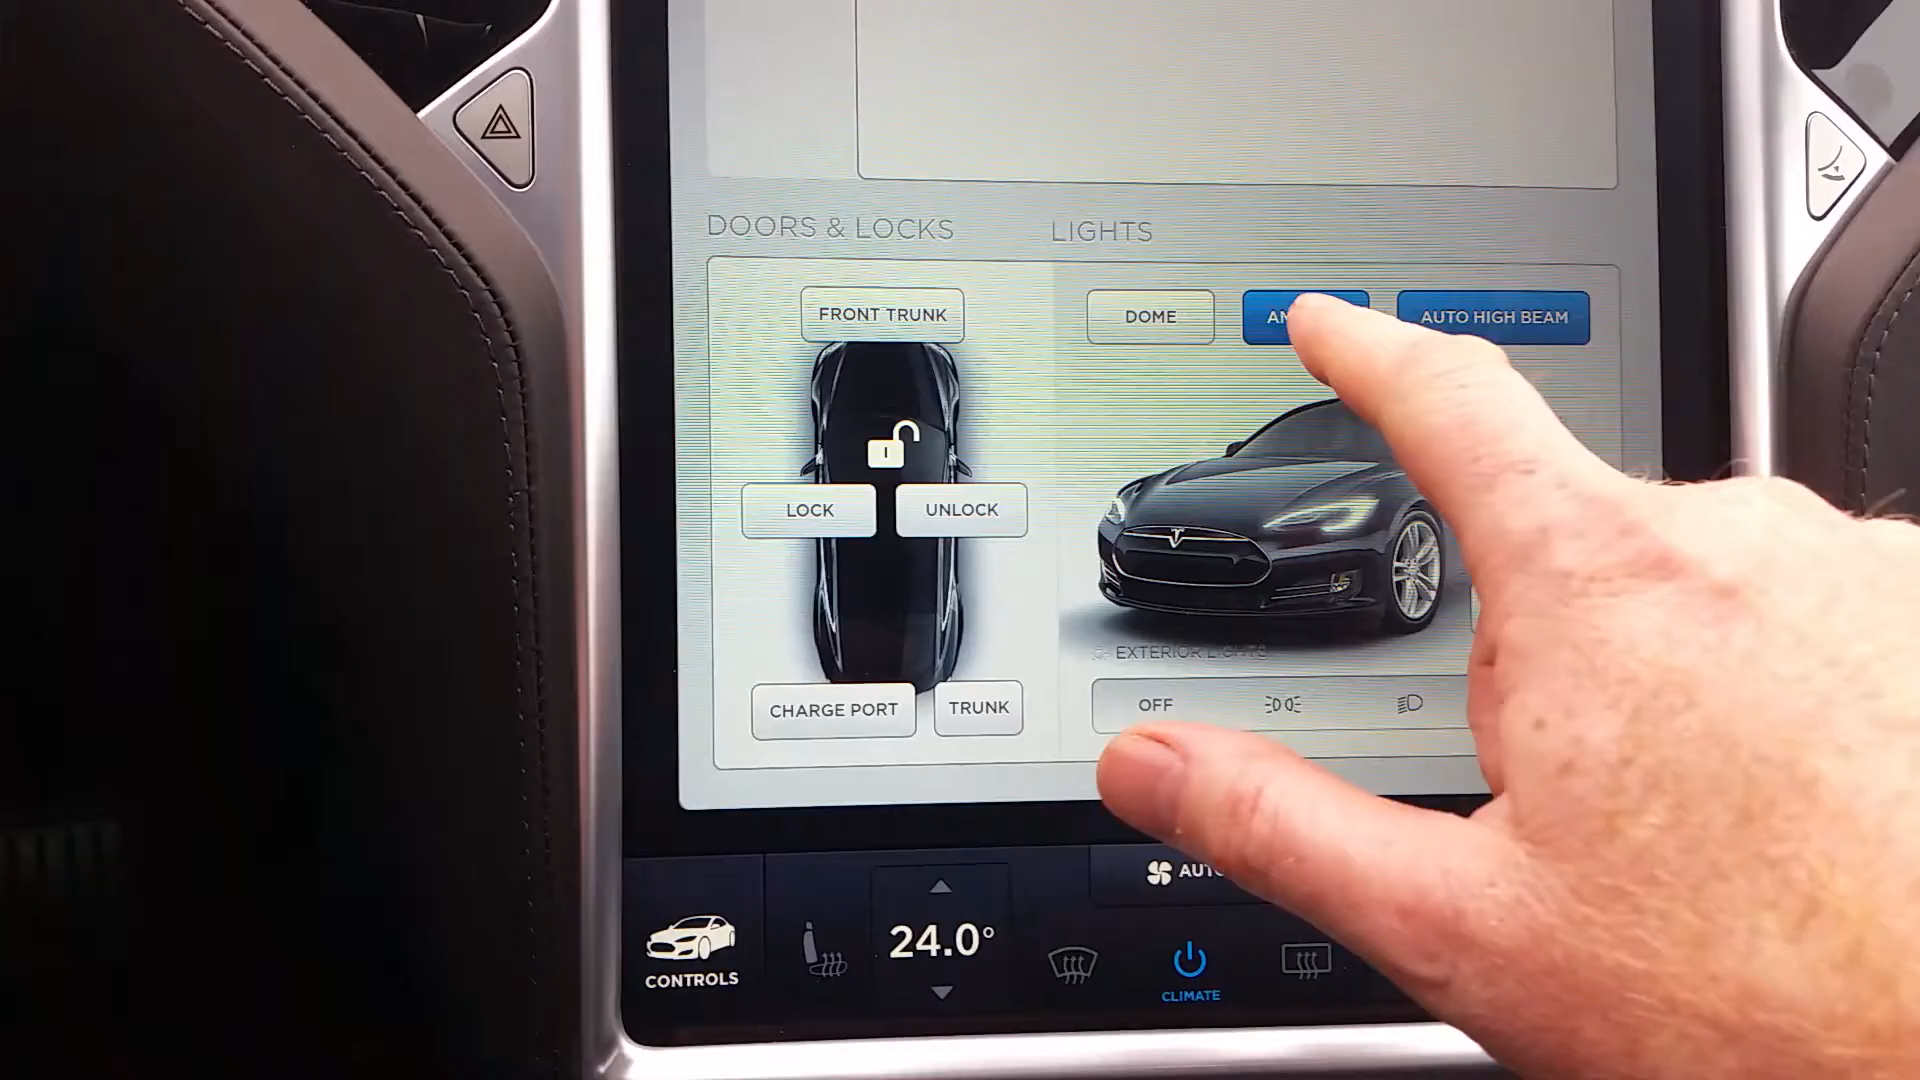 DOORS & LOCKS
LIGHTS
FRONT TRUNK
DOME
AUTO HIGH BEAM
LOCK
UNLOCK
EXTERIOR LIGHTS
CHARGE PORT
TRUNK
OFF
AUTO
24.0°
CONTROLS
CLIMATE